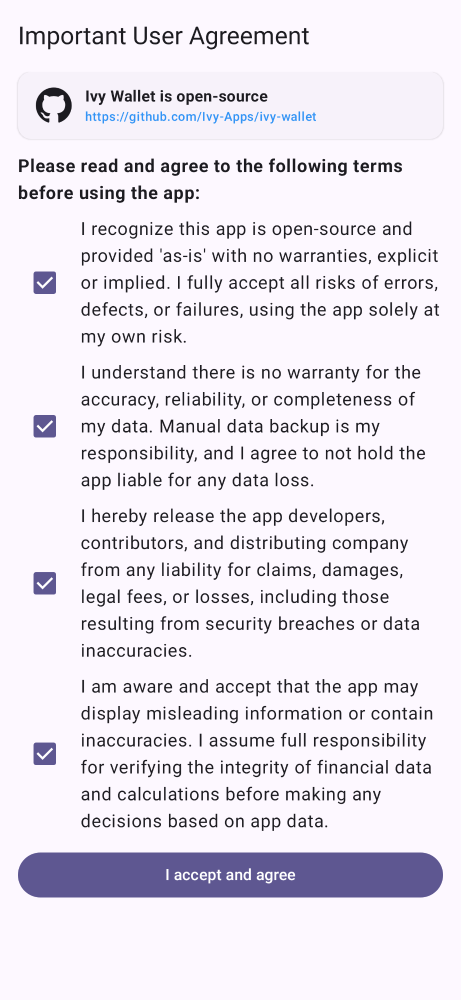 Important User Agreement
Ivy Wallet is open-source
https://github.com/Ivy-Apps/ivy-wallet
Please read and agree to the following terms
before using the app:
I recognize this app is open-source and
provided 'as-is' with no warranties, explicit
or implied. I fully accept all risks of errors,
defects, or failures, using the app solely at
my own risk.
I understand there is no warranty for the
accuracy, reliability, or completeness of
my data. Manual data backup is my
responsibility, and I agree to not hold the
app liable for any data loss.
I hereby release the app developers,
contributors, and distributing company
from any liability for claims, damages,
legal fees, or losses, including those
resulting from security breaches or data
inaccuracies.
I am aware and accept that the app may
display misleading information or contain
inaccuracies. I assume full responsibility
for verifying the integrity of financial data
and calculations before making any
decisions based on app data.
I accept and agree